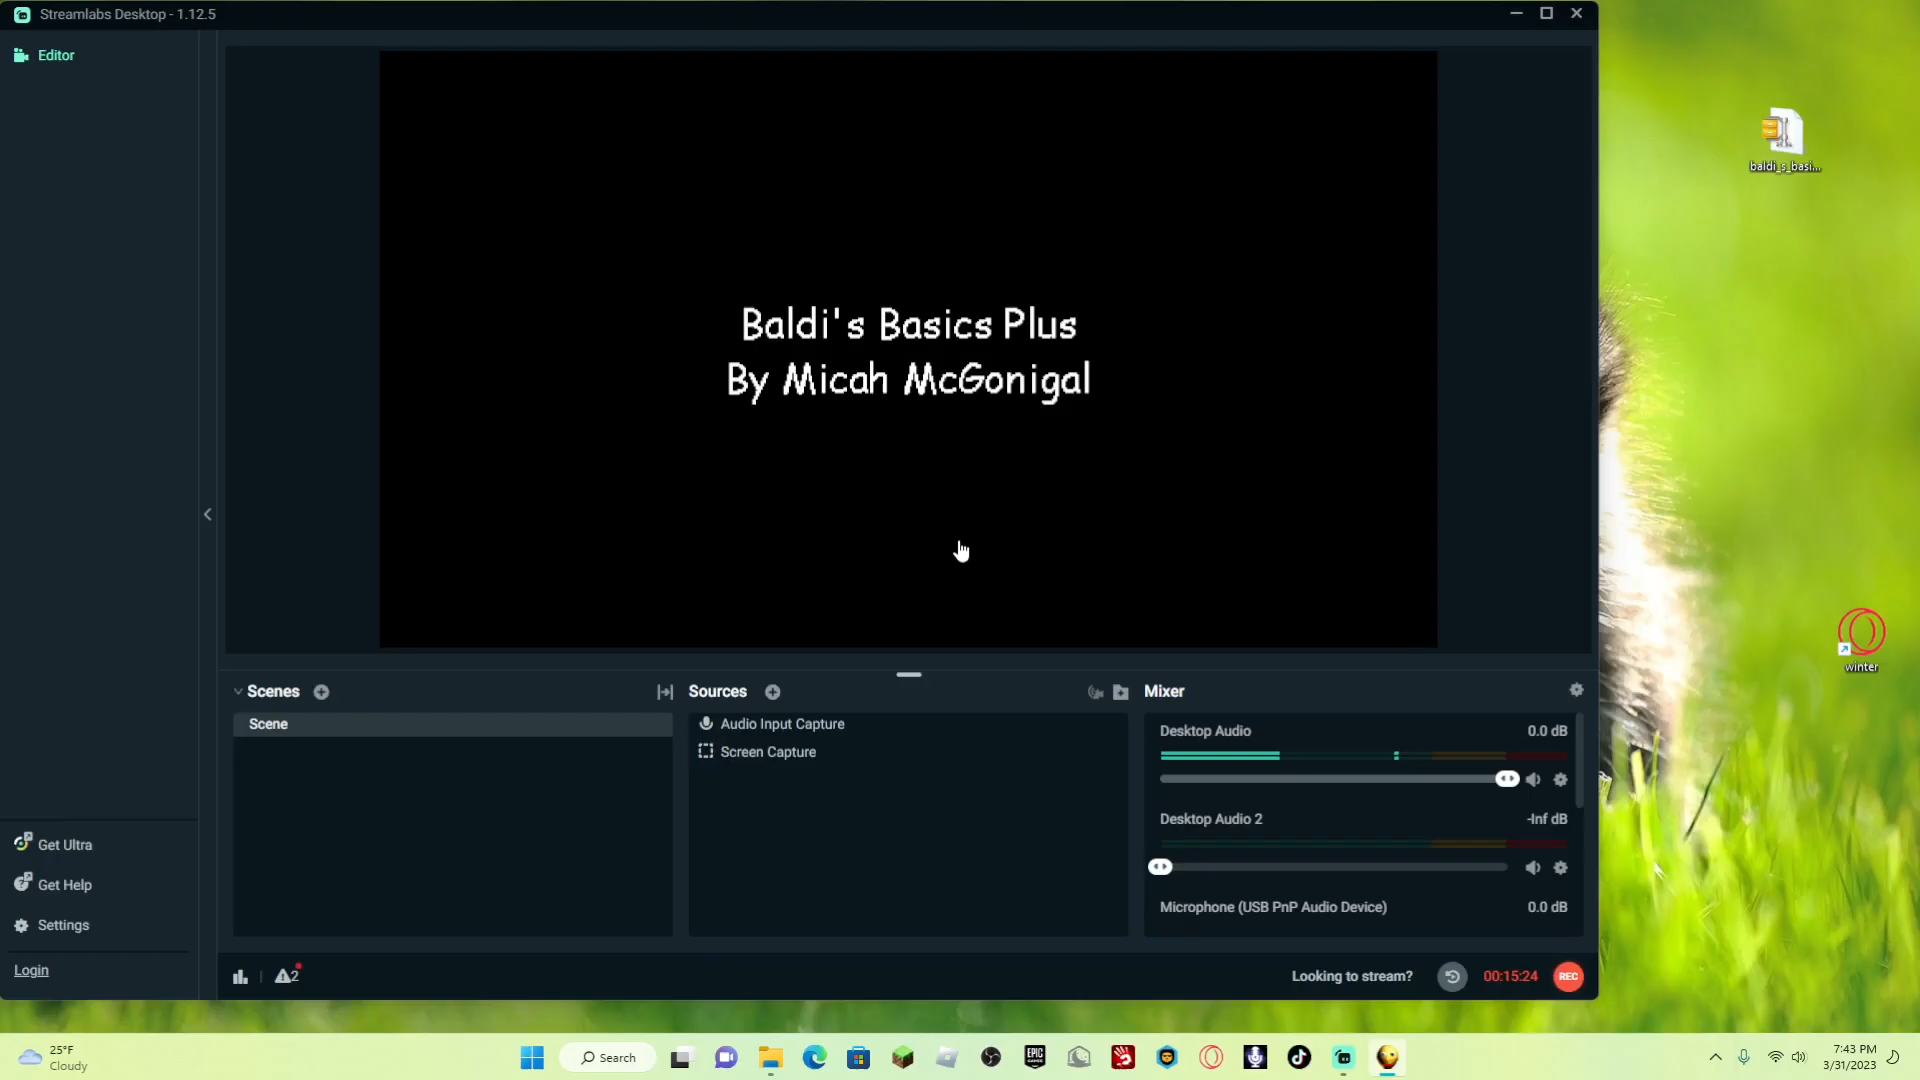 Streamlabs Desktop - 1.12.5
Editor
baldi_s_basi...
Baldi's Basics Plus
By Micah McGonigal
winter
Scenes
Scene
Sources
Audio Input Capture
Screen Capture
Mixer
Desktop Audio 0.0 dB
Desktop Audio 2 -Inf dB
Microphone (USB PnP Audio Device) 0.0 dB
Get Ultra
Get Help
Settings
Login
2
Looking to stream?
00:15:24
REC
25°F
Cloudy
Search
EPIC
GAMES
7:43 PM
3/31/2023